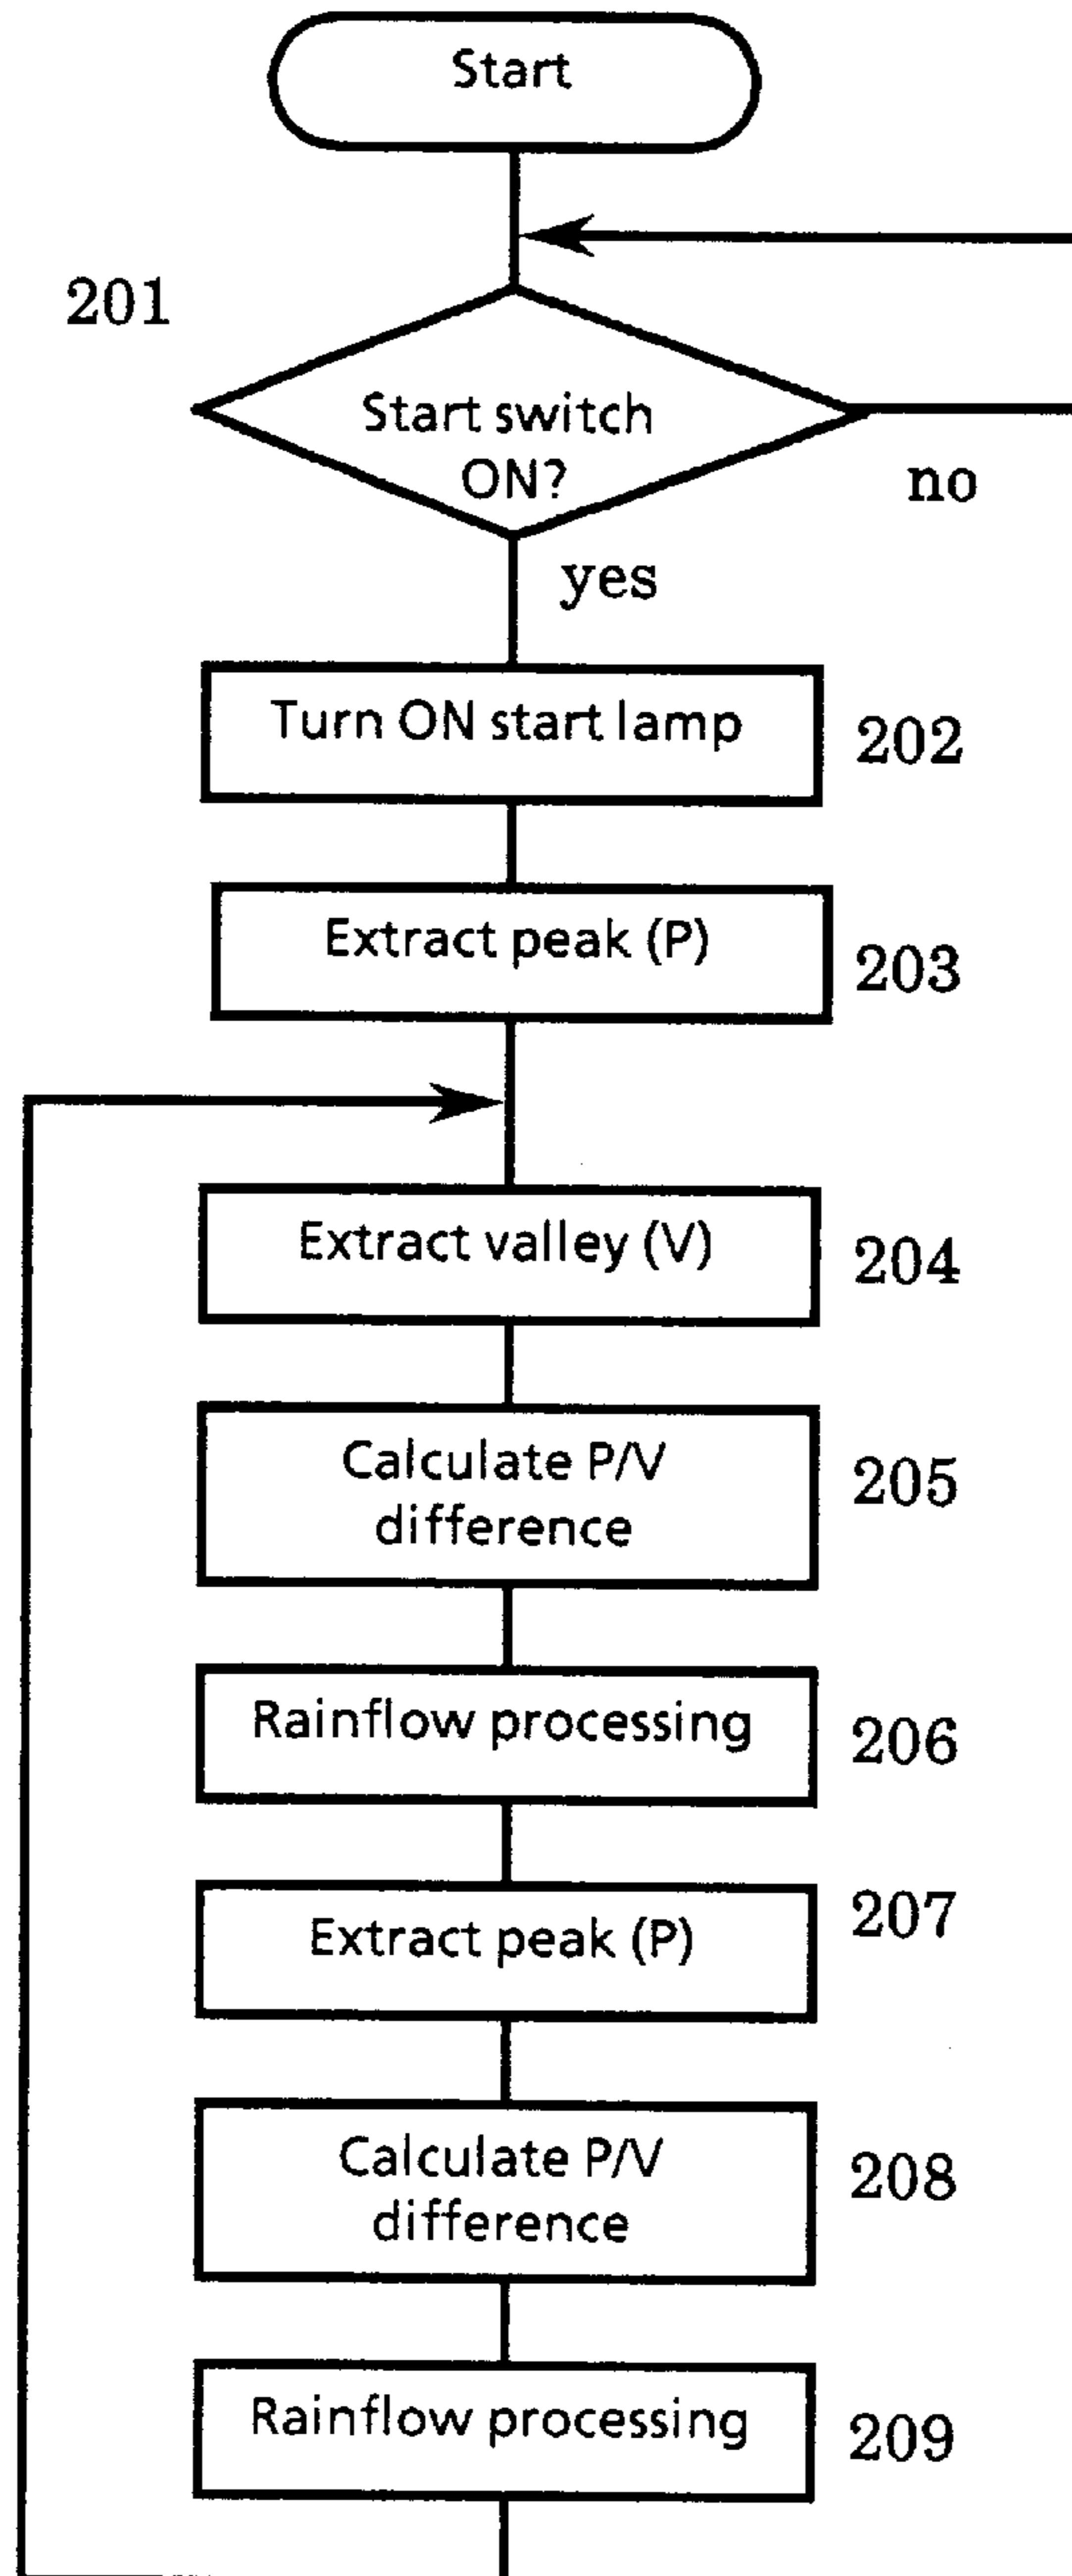 Start
201
Start switch
ON?
no
yes
Turn ON start lamp
202
Extract peak (P)
203
Extract valley (V)
204
Calculate P/V
difference
205
Rainflow processing
206
Extract peak (P)
207
Calculate P/V
difference
208
Rainflow processing
209